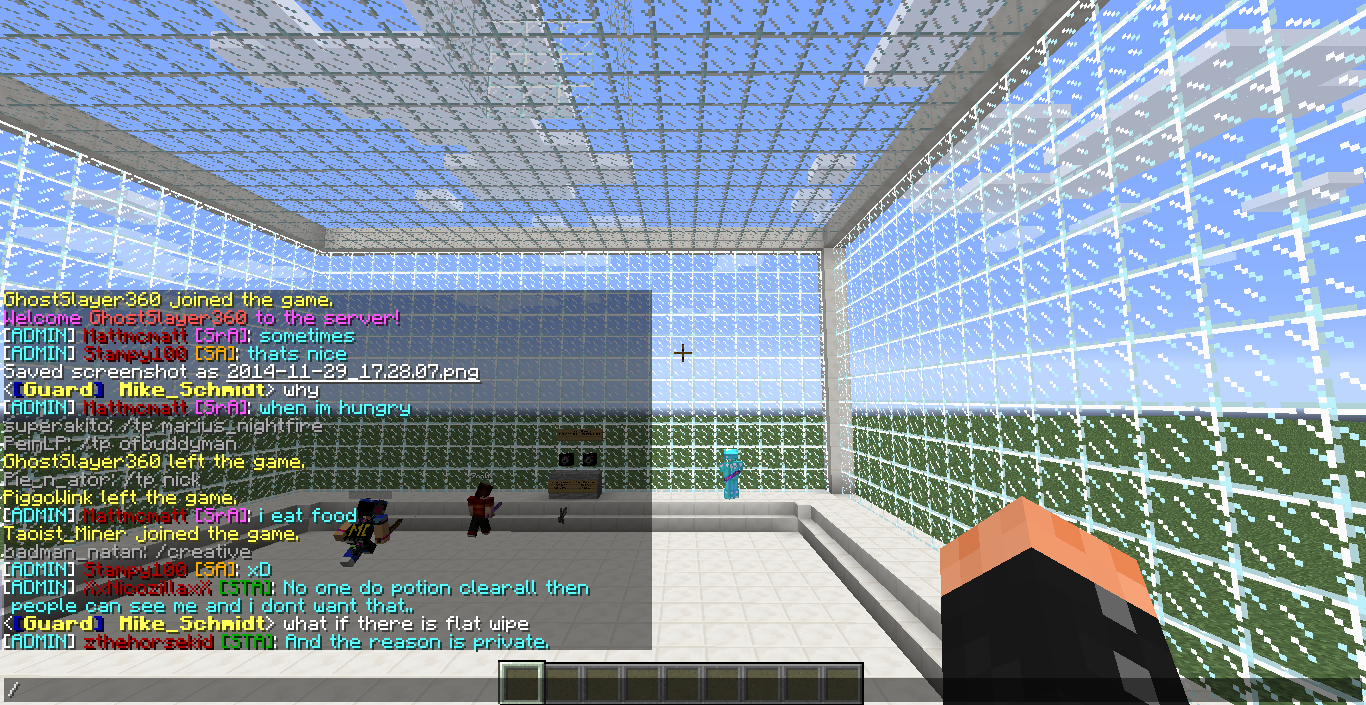 GhostSlayer360 joined the game.
Welcome GhostSlayer360 to the server!
[ADMIN] Mattmcmatt [SrA]: sometimes
[ADMIN] Stampy100 [SA]: thats nice
Saved screenshot as 2014-11-29_17.28.07.png
<[Guard] Mike_Schmidt> why
[ADMIN] Mattmcmatt [SrA]: when im hungry
superakito: /tp marius_nightfire
PeinLP: /tp ofbuddyman
GhostSlayer360 left the game.
Pie_n_ator: /tp nick
PiggoWink left the game.
[ADMIN] Mattmcmatt [SrA]: i eat food
Taoist_Miner joined the game.
badman_natan: /creative
[ADMIN] Stampy100 [SA]: xD
[ADMIN] XxNicozillaxX [STA]: No one do potion clearall then
people can see me and i dont want that..
<[Guard] Mike_Schmidt> what if there is flat wipe
[ADMIN] zthehorsekid [STA]: And the reason is private.
/